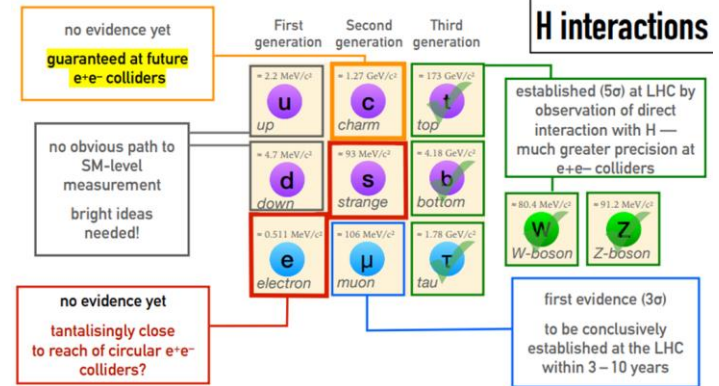 H interactions
no evidence yet
guaranteed at future
e+e– colliders
First
generation
Second
generation
Third
generation
≈ 2.2 MeV/c²
u
up
≈ 1.27 GeV/c²
c
charm
≈ 173 GeV/c²
t
top
no obvious path to
SM-level
measurement
bright ideas
needed!
≈ 4.7 MeV/c²
d
down
≈ 93 MeV/c²
s
strange
≈ 4.18 GeV/c²
b
bottom
established (5σ) at LHC by
observation of direct
interaction with H —
much greater precision at
e+e– colliders
≈ 80.4 MeV/c²
W
W-boson
≈ 91.2 MeV/c²
Z
Z-boson
≈ 0.511 MeV/c²
e
electron
≈ 106 MeV/c²
μ
muon
≈ 1.78 GeV/c²
τ
tau
no evidence yet
tantalisingly close
to reach of circular e+e–
colliders?
first evidence (3σ)
to be conclusively
established at the LHC
within 3 – 10 years